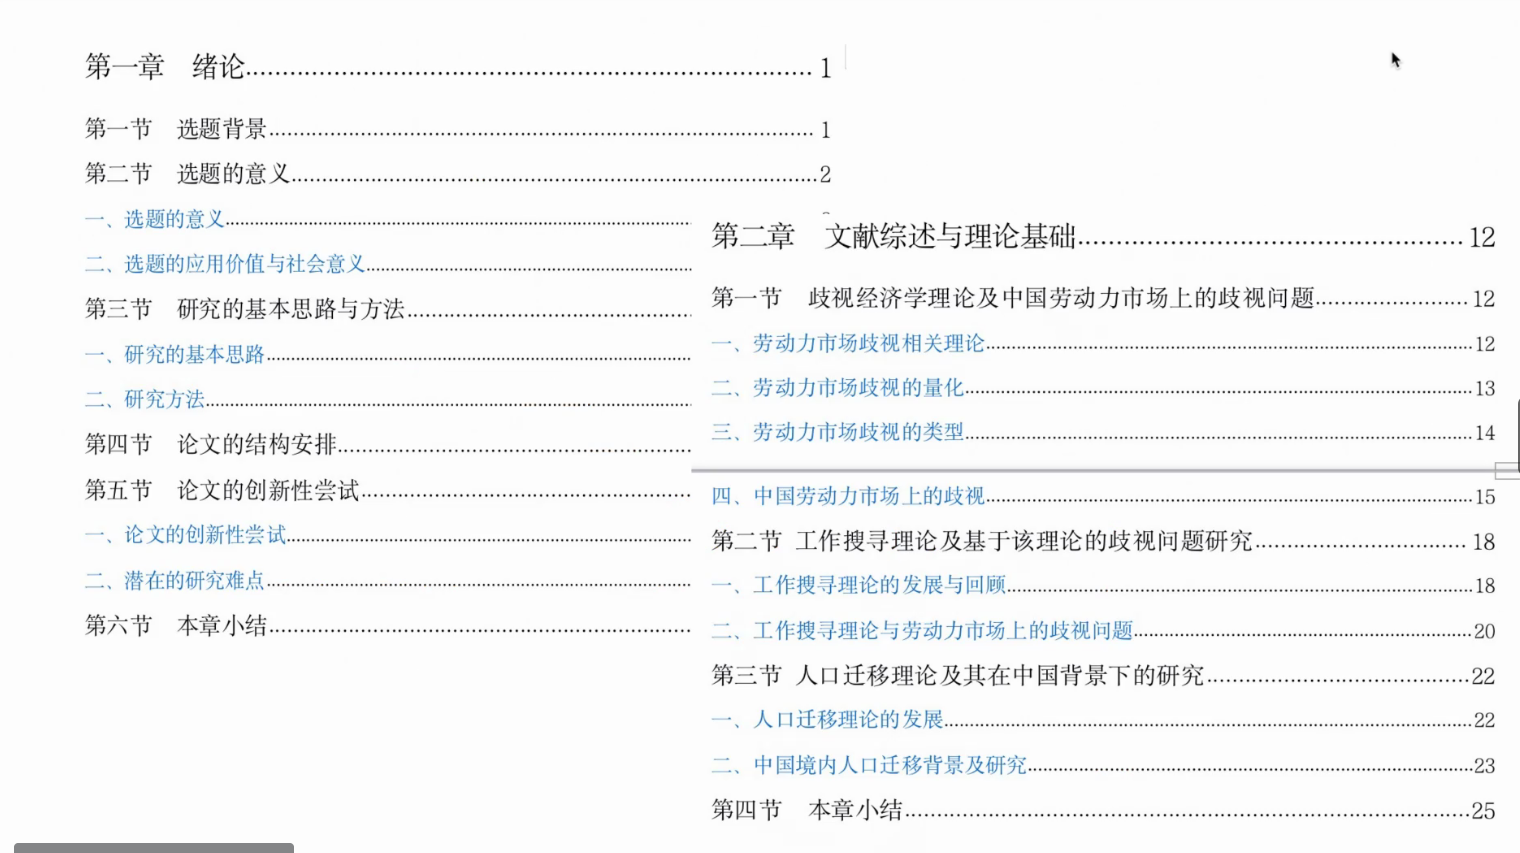 第一章 绪论 1
第一节 选题背景 1
第二节 选题的意义 2
一、选题的意义
二、选题的应用价值与社会意义
第三节 研究的基本思路与方法
一、研究的基本思路
二、研究方法
第四节 论文的结构安排
第五节 论文的创新性尝试
一、论文的创新性尝试
二、潜在的研究难点
第六节 本章小结
第二章 文献综述与理论基础 12
第一节 歧视经济学理论及中国劳动力市场上的歧视问题 12
一、劳动力市场歧视相关理论 12
二、劳动力市场歧视的量化 13
三、劳动力市场歧视的类型 14
四、中国劳动力市场上的歧视 15
第二节 工作搜寻理论及基于该理论的歧视问题研究 18
一、工作搜寻理论的发展与回顾 18
二、工作搜寻理论与劳动力市场上的歧视问题 20
第三节 人口迁移理论及其在中国背景下的研究 22
一、人口迁移理论的发展 22
二、中国境内人口迁移背景及研究 23
第四节 本章小结 25